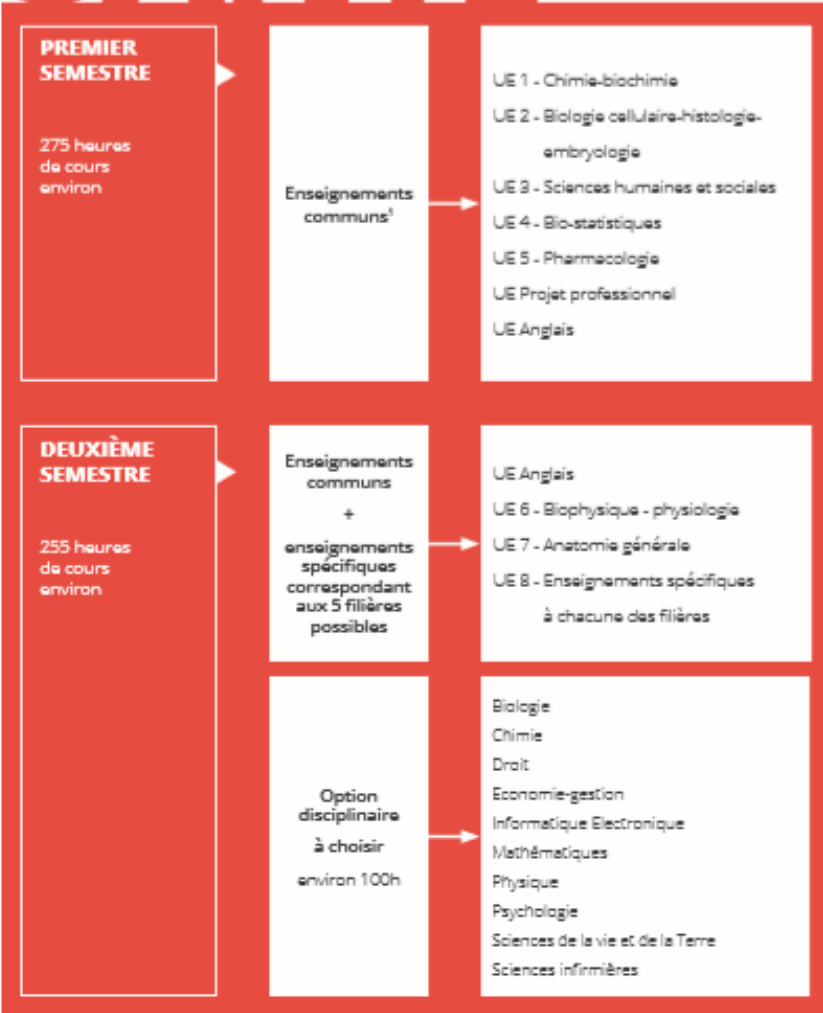 PREMIER
SEMESTRE
275 heures
de cours
environ
Enseignements
communs¹
UE 1 - Chimie-biochimie
UE 2 - Biologie cellulaire-histologie-
embryologie
UE 3 - Sciences humaines et sociales
UE 4 - Bio-statistiques
UE 5 - Pharmacologie
UE Projet professionnel
UE Anglais
DEUXIÈME
SEMESTRE
255 heures
de cours
environ
Enseignements
communs
+
enseignements
spécifiques
correspondant
aux 5 filières
possibles
UE Anglais
UE 6 - Biophysique - physiologie
UE 7 - Anatomie générale
UE 8 - Enseignements spécifiques
à chacune des filières
Option
disciplinaire
à choisir
environ 100h
Biologie
Chimie
Droit
Economie-gestion
Informatique Electronique
Mathématiques
Physique
Psychologie
Sciences de la vie et de la Terre
Sciences infirmières